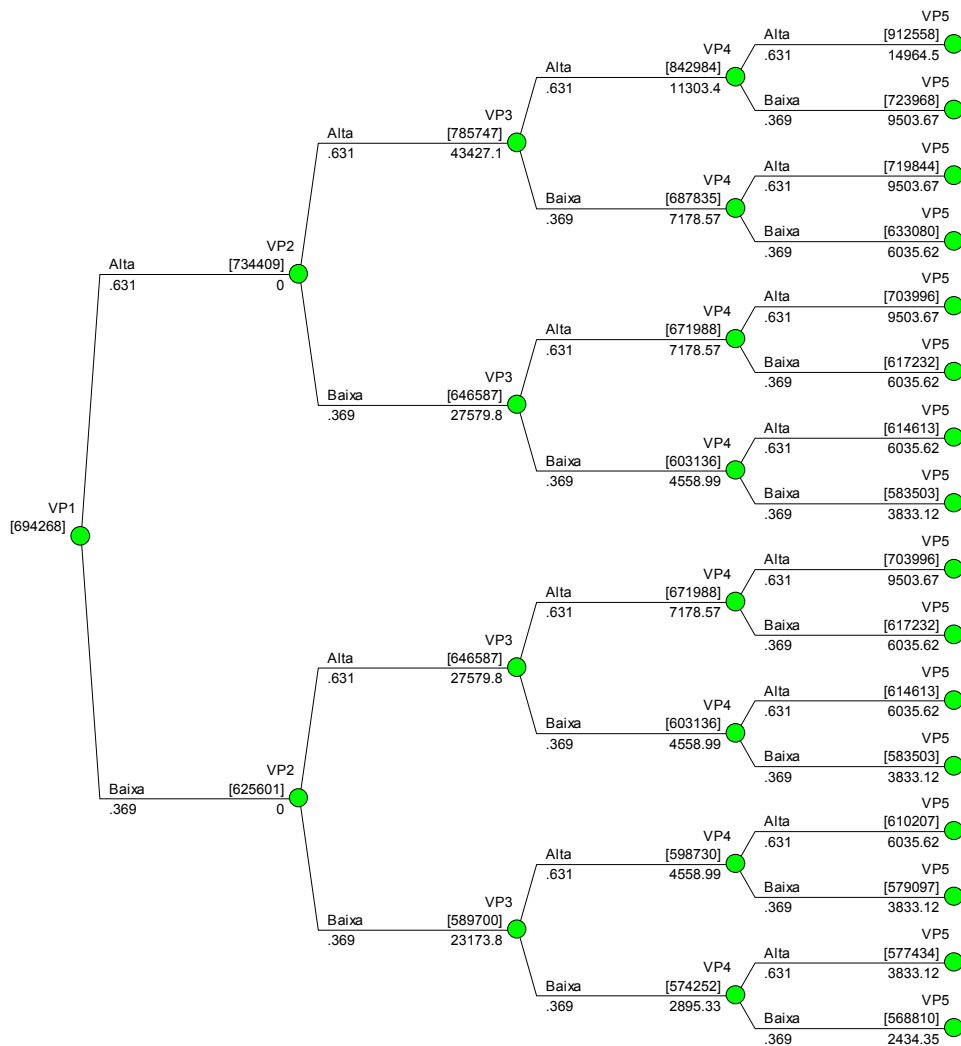 VP5
Alta [912558]
.631 14964.5
VP4
Alta [842984]
.631 11303.4
VP5
Baixa [723968]
.369 9503.67
VP3
Alta [785747]
.631 43427.1
VP5
Alta [719844]
.631 9503.67
VP4
Baixa [687835]
.369 7178.57
VP5
Baixa [633080]
.369 6035.62
VP2
Alta [734409]
.631 0
VP5
Alta [703996]
.631 9503.67
VP4
Alta [671988]
.631 7178.57
VP5
Baixa [617232]
.369 6035.62
VP3
Baixa [646587]
.369 27579.8
VP5
Alta [614613]
.631 6035.62
VP4
Baixa [603136]
.369 4558.99
VP5
Baixa [583503]
.369 3833.12
VP1
[694268]
VP5
Alta [703996]
.631 9503.67
VP4
Alta [671988]
.631 7178.57
VP5
Baixa [617232]
.369 6035.62
VP3
Alta [646587]
.631 27579.8
VP5
Alta [614613]
.631 6035.62
VP4
Baixa [603136]
.369 4558.99
VP5
Baixa [583503]
.369 3833.12
VP2
Baixa [625601]
.369 0
VP5
Alta [610207]
.631 6035.62
VP4
Alta [598730]
.631 4558.99
VP5
Baixa [579097]
.369 3833.12
VP3
Baixa [589700]
.369 23173.8
VP5
Alta [577434]
.631 3833.12
VP4
Baixa [574252]
.369 2895.33
VP5
Baixa [568810]
.369 2434.35